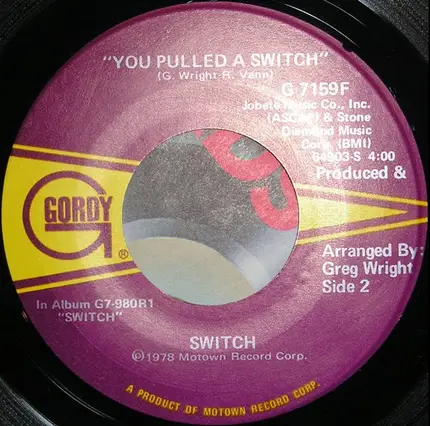 "YOU PULLED A SWITCH"
(G. Wright-R. Vann)
G 7159F
Jobete Music Co., Inc.
(ASCAP) & Stone
Diamond Music
Corp. (BMI)
64903-S 4:00
Produced &
GORDY
®
Arranged By:
Greg Wright
Side 2
In Album G7-980R1
"SWITCH"
SWITCH
℗©1978 Motown Record Corp.
A PRODUCT OF MOTOWN RECORD CORP.